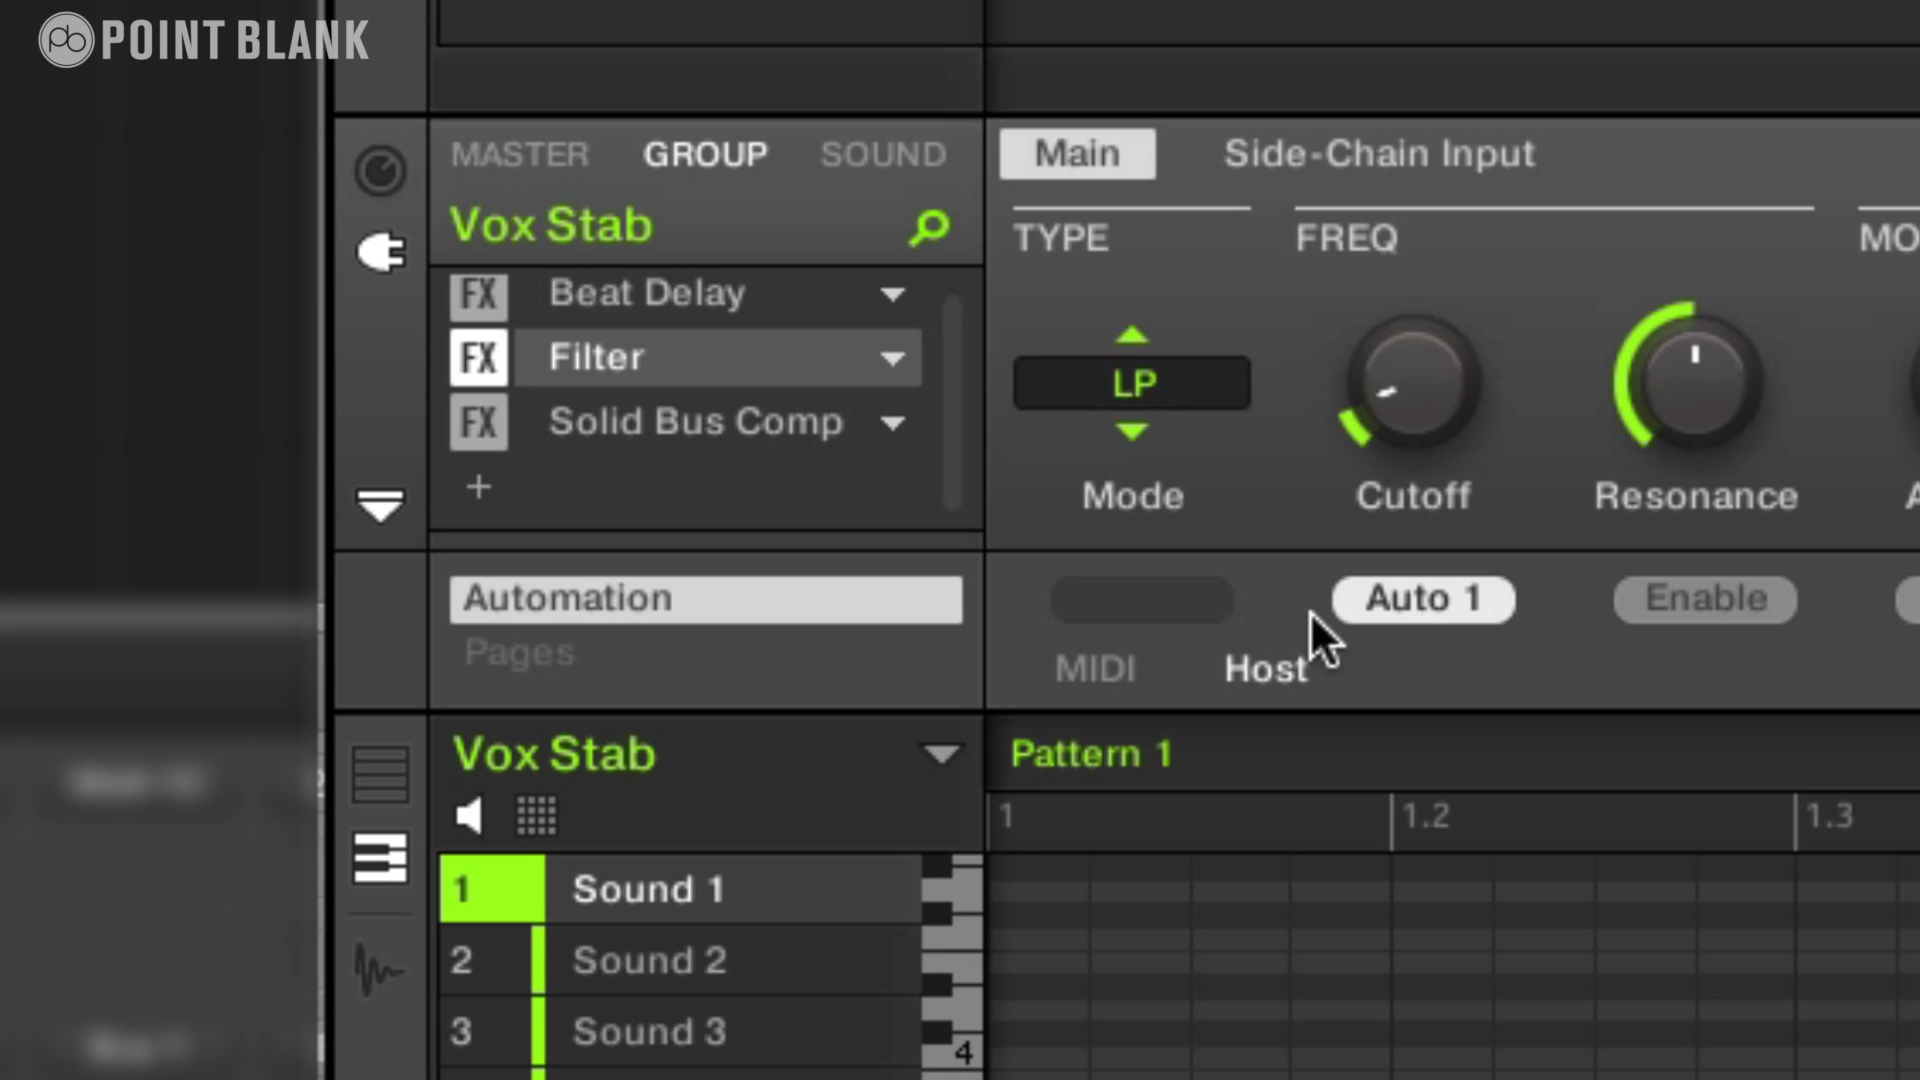 pb POINT BLANK
MASTER GROUP SOUND
Vox Stab
FX Beat Delay
FX Filter
FX Solid Bus Comp
+
Main Side-Chain Input
TYPE FREQ MO
LP
Mode Cutoff Resonance A
Automation
Pages
Auto 1 Enable
MIDI Host
Vox Stab
Pattern 1
1 1.2 1.3
1 Sound 1
2 Sound 2
3 Sound 3
4